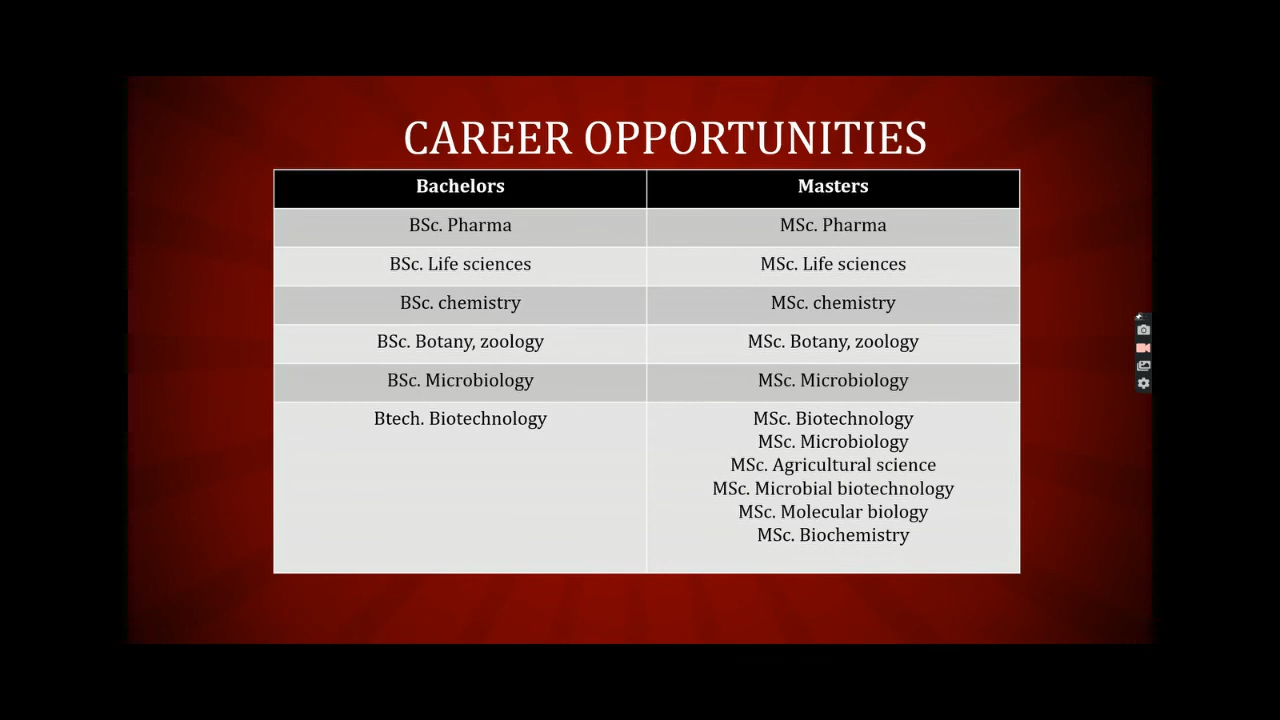 CAREER OPPORTUNITIES
Bachelors Masters
BSc. Pharma MSc. Pharma
BSc. Life sciences MSc. Life sciences
BSc. chemistry MSc. chemistry
BSc. Botany, zoology MSc. Botany, zoology
BSc. Microbiology MSc. Microbiology
Btech. Biotechnology MSc. Biotechnology
MSc. Microbiology
MSc. Agricultural science
MSc. Microbial biotechnology
MSc. Molecular biology
MSc. Biochemistry